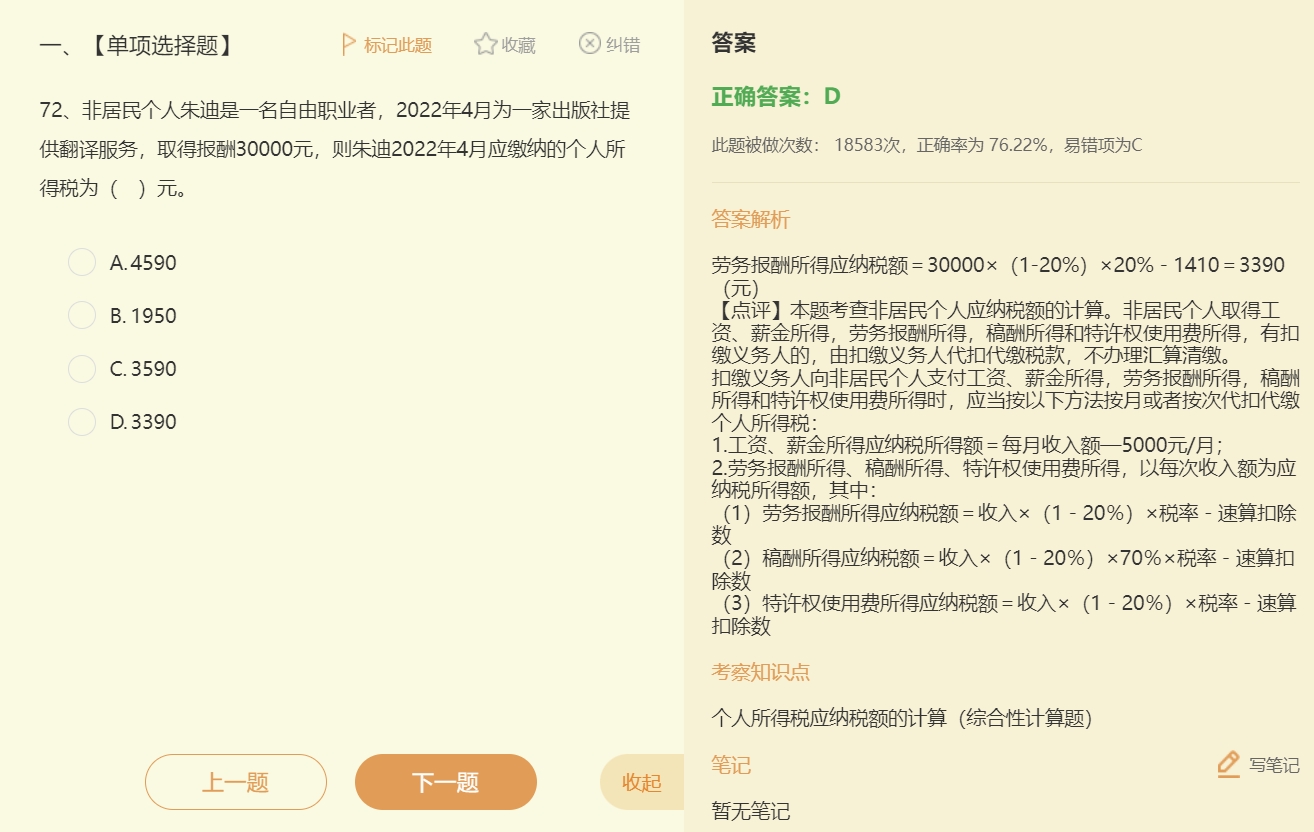 一、【单项选择题】
标记此题
收藏
纠错
72、非居民个人朱迪是一名自由职业者，2022年4月为一家出版社提
供翻译服务，取得报酬30000元，则朱迪2022年4月应缴纳的个人所
得税为（　）元。
A.4590
B.1950
C.3590
D.3390
上一题
下一题
收起
答案
正确答案：D
此题被做次数： 18583次，正确率为 76.22%，易错项为C
答案解析
劳务报酬所得应纳税额＝30000×（1-20%）×20%－1410＝3390
（元）
【点评】本题考查非居民个人应纳税额的计算。非居民个人取得工
资、薪金所得，劳务报酬所得，稿酬所得和特许权使用费所得，有扣
缴义务人的，由扣缴义务人代扣代缴税款，不办理汇算清缴。
扣缴义务人向非居民个人支付工资、薪金所得，劳务报酬所得，稿酬
所得和特许权使用费所得时，应当按以下方法按月或者按次代扣代缴
个人所得税：
1.工资、薪金所得应纳税所得额＝每月收入额—5000元/月；
2.劳务报酬所得、稿酬所得、特许权使用费所得，以每次收入额为应
纳税所得额，其中：
（1）劳务报酬所得应纳税额＝收入×（1－20%）×税率－速算扣除
数
（2）稿酬所得应纳税额＝收入×（1－20%）×70%×税率－速算扣
除数
（3）特许权使用费所得应纳税额＝收入×（1－20%）×税率－速算
扣除数
考察知识点
个人所得税应纳税额的计算（综合性计算题）
笔记
写笔记
暂无笔记